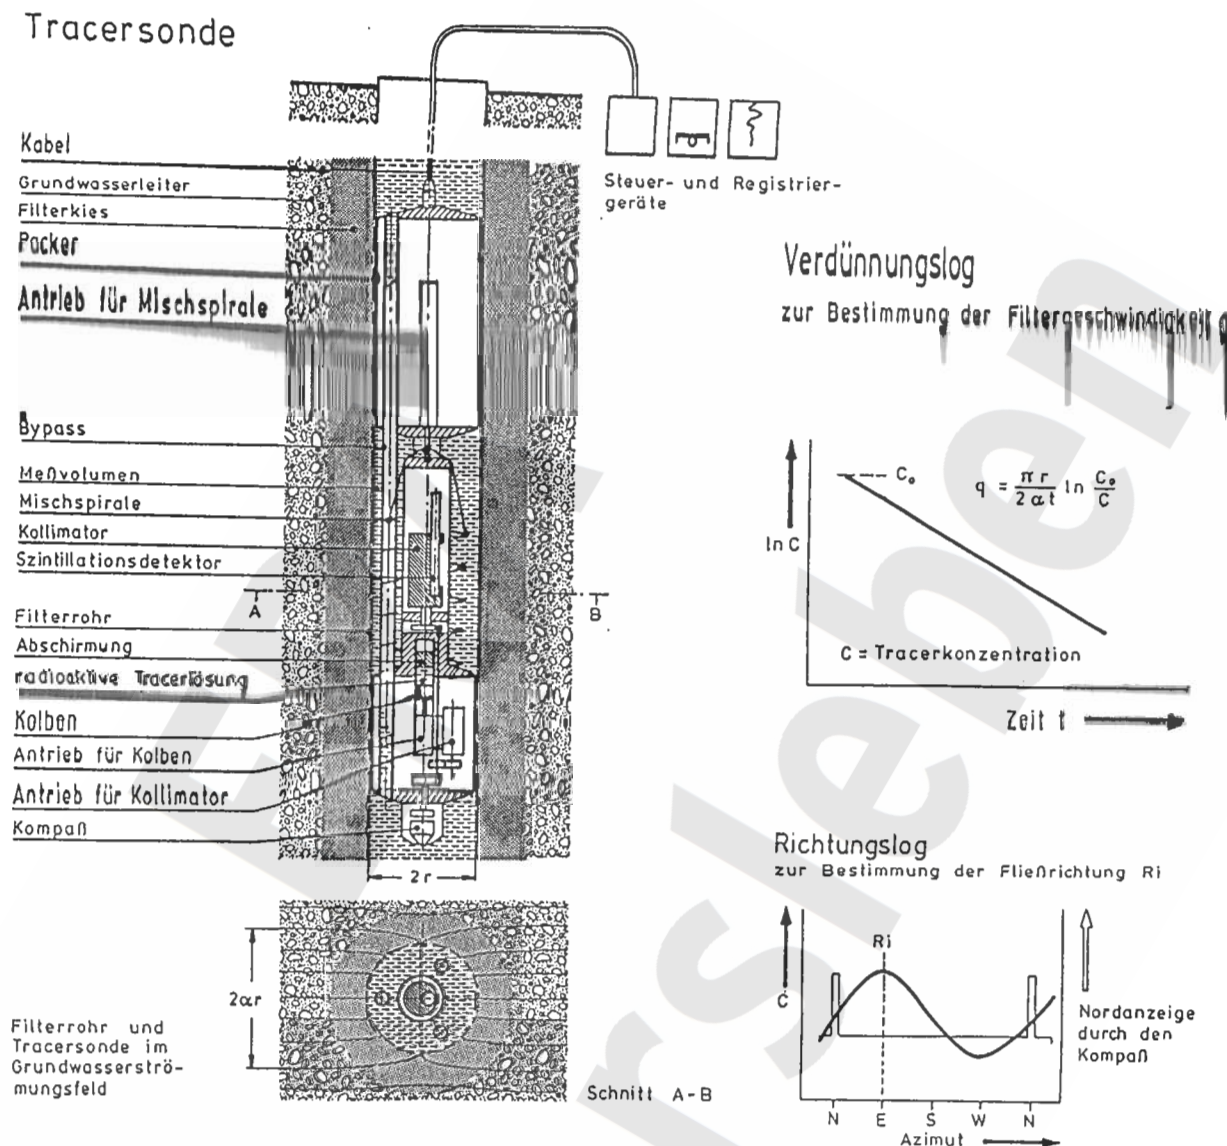 Tracersonde
Kabel
Grundwasserleiter
Filterkies
Packer
Antrieb für Mischspirale
Bypass
Meßvolumen
Mischspirale
Kollimator
Szintillationsdetektor
Filterrohr
Abschirmung
radioaktive Tracerlösung
Kolben
Antrieb für Kolben
Antrieb für Kollimator
Kompaß
A
B
2r
2αr
Filterrohr und
Tracersonde im
Grundwasserströ-
mungsfeld
Schnitt A-B
Steuer- und Registrier-
geräte
Verdünnungslog
zur Bestimmung der Filtergeschwindigkeit q
ln C
C₀
q = πr/2αt ln C₀/C
C = Tracerkonzentration
Zeit t
Richtungslog
zur Bestimmung der Fließrichtung Ri
Ri
Ċ
Nordanzeige
durch den
Kompaß
N E S W N
Azimut